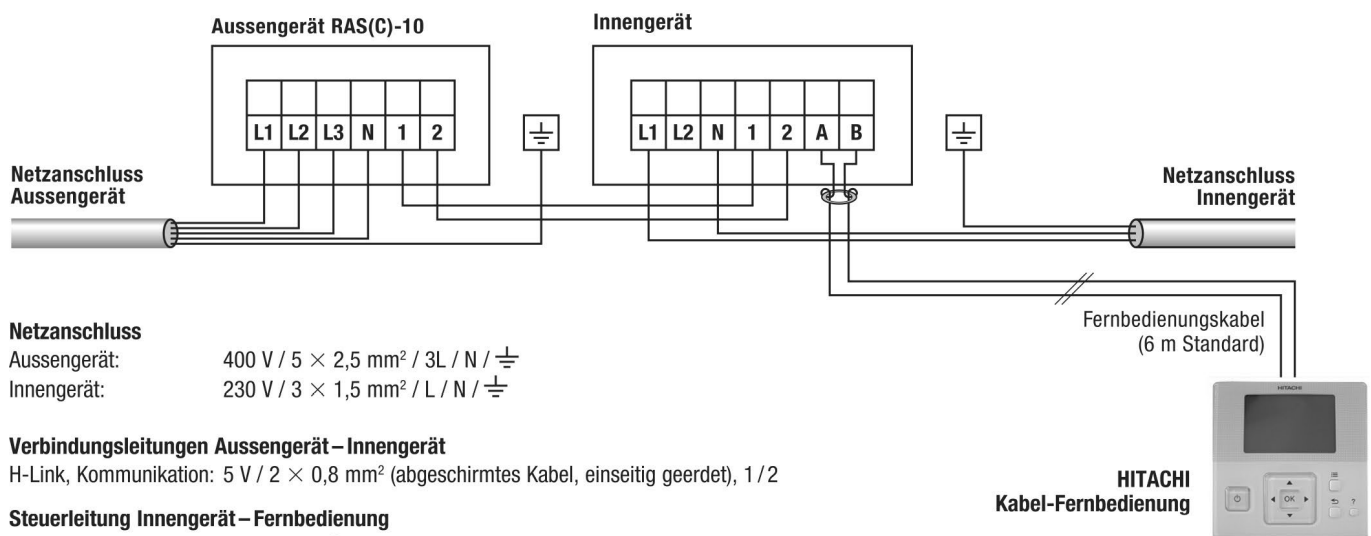 Aussengerät RAS(C)-10
Innengerät
L1 L2 L3 N 1 2
L1 L2 N 1 2 A B
Netzanschluss
Aussengerät
Netzanschluss
Innengerät
Fernbedienungskabel
(6 m Standard)
Netzanschluss
Aussengerät: 400 V / 5 × 2,5 mm² / 3L / N / ⏚
Innengerät: 230 V / 3 × 1,5 mm² / L / N / ⏚
Verbindungsleitungen Aussengerät – Innengerät
H-Link, Kommunikation: 5 V / 2 × 0,8 mm² (abgeschirmtes Kabel, einseitig geerdet), 1 / 2
Steuerleitung Innengerät – Fernbedienung
HITACHI
Kabel-Fernbedienung
HITACHI
OK
?